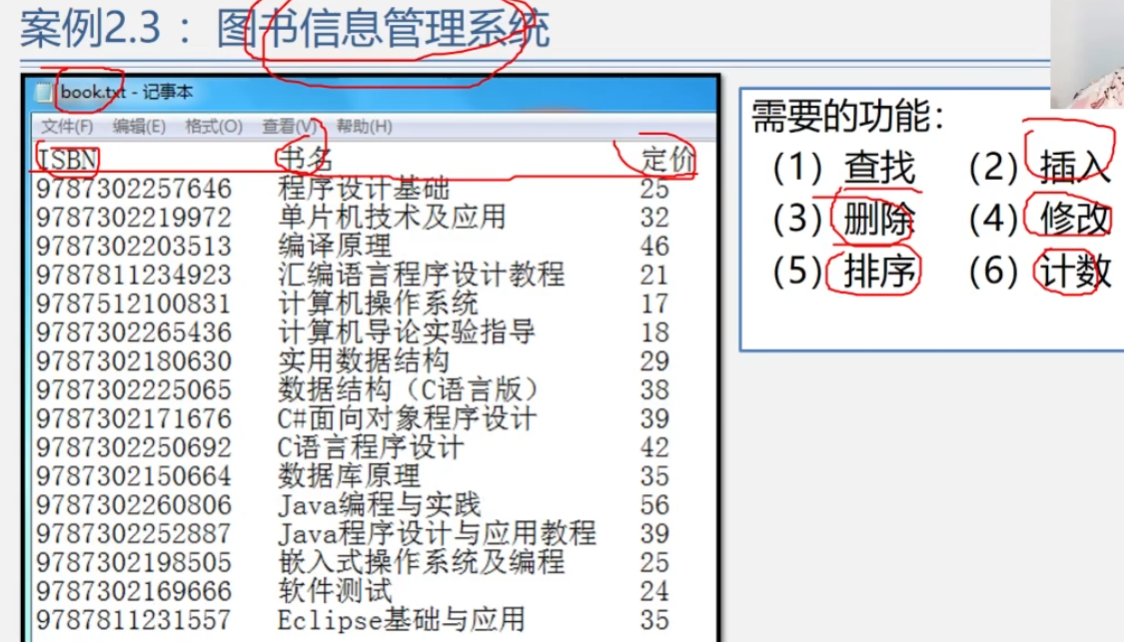 案例2.3：图书信息管理系统
book.txt - 记事本
文件(F) 编辑(E) 格式(O) 查看(V) 帮助(H)
ISBN 书名 定价
9787302257646 程序设计基础 25
9787302219972 单片机技术及应用 32
9787302203513 编译原理 46
9787811234923 汇编语言程序设计教程 21
9787512100831 计算机操作系统 17
9787302265436 计算机导论实验指导 18
9787302180630 实用数据结构 29
9787302225065 数据结构（C语言版） 38
9787302171676 C#面向对象程序设计 39
9787302250692 C语言程序设计 42
9787302150664 数据库原理 35
9787302260806 Java编程与实践 56
9787302252887 Java程序设计与应用教程 39
9787302198505 嵌入式操作系统及编程 25
9787302169666 软件测试 24
9787811231557 Eclipse基础与应用 35
需要的功能：
（1）查找 （2）插入
（3）删除 （4）修改
（5）排序 （6）计数